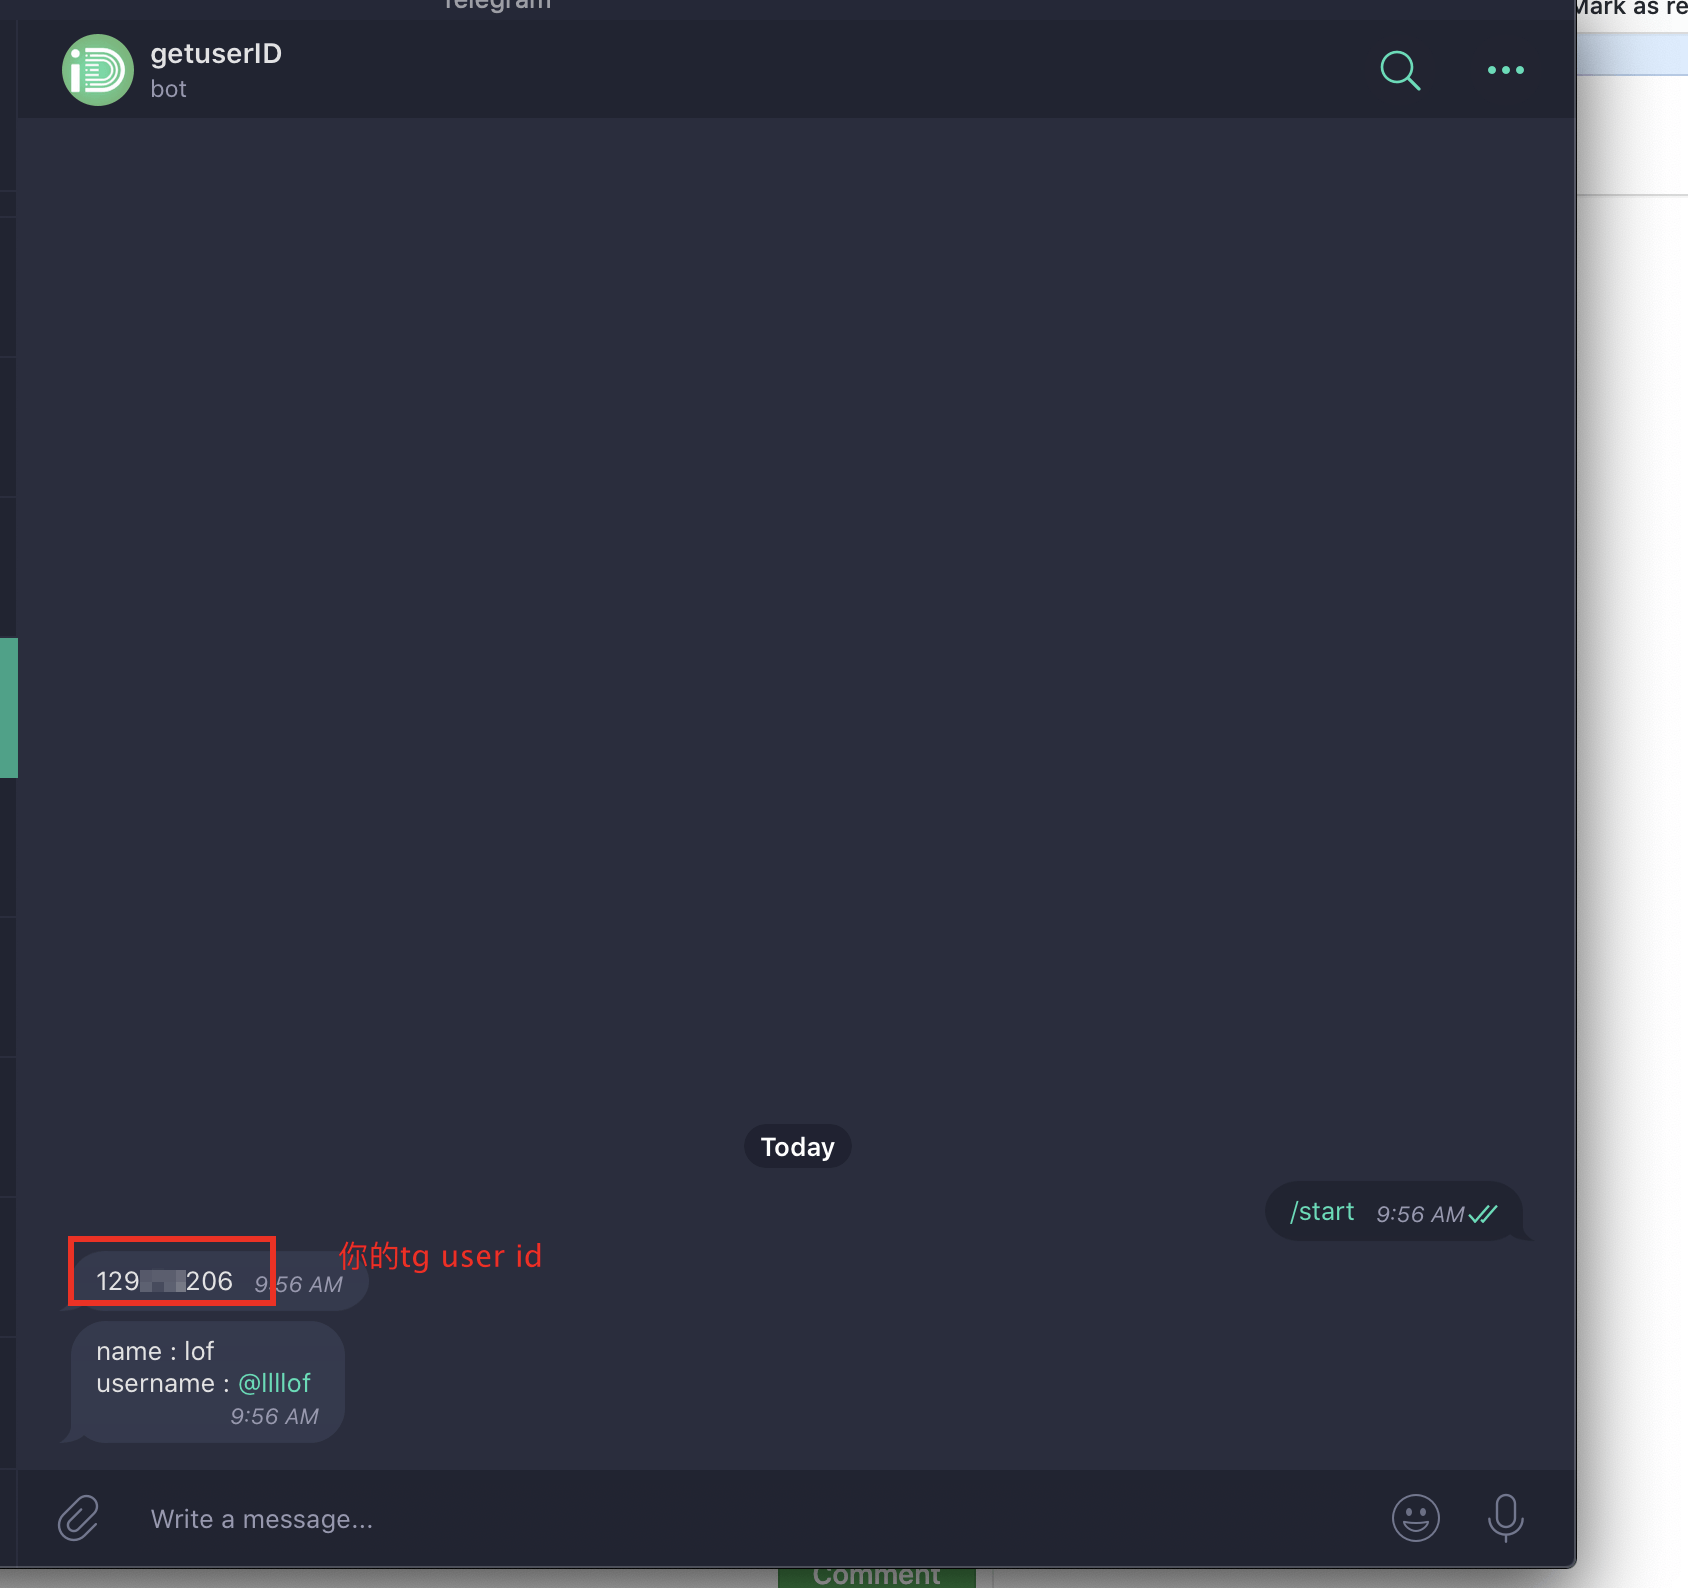 Telegram
Mark as re
getuserID
bot
Today
/start 9:56 AM
你的tg user id
129 206 9:56 AM
name : lof
username : @llllof
9:56 AM
Write a message...
Comment